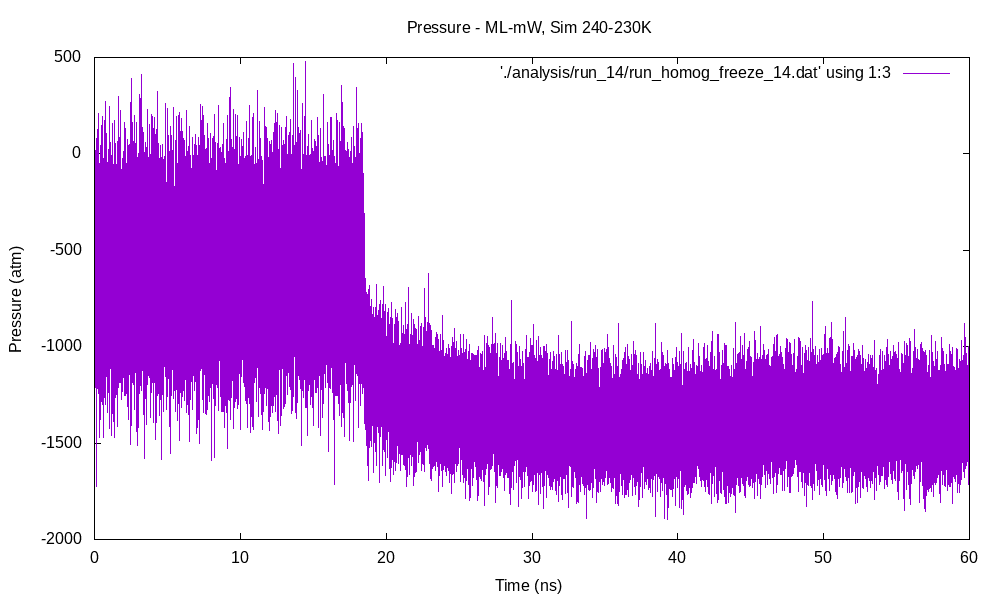 Pressure - ML-mW, Sim 240-230K
'./analysis/run_14/run_homog_freeze_14.dat' using 1:3
500
0
-500
-1000
-1500
-2000
Pressure (atm)
0 10 20 30 40 50 60
Time (ns)